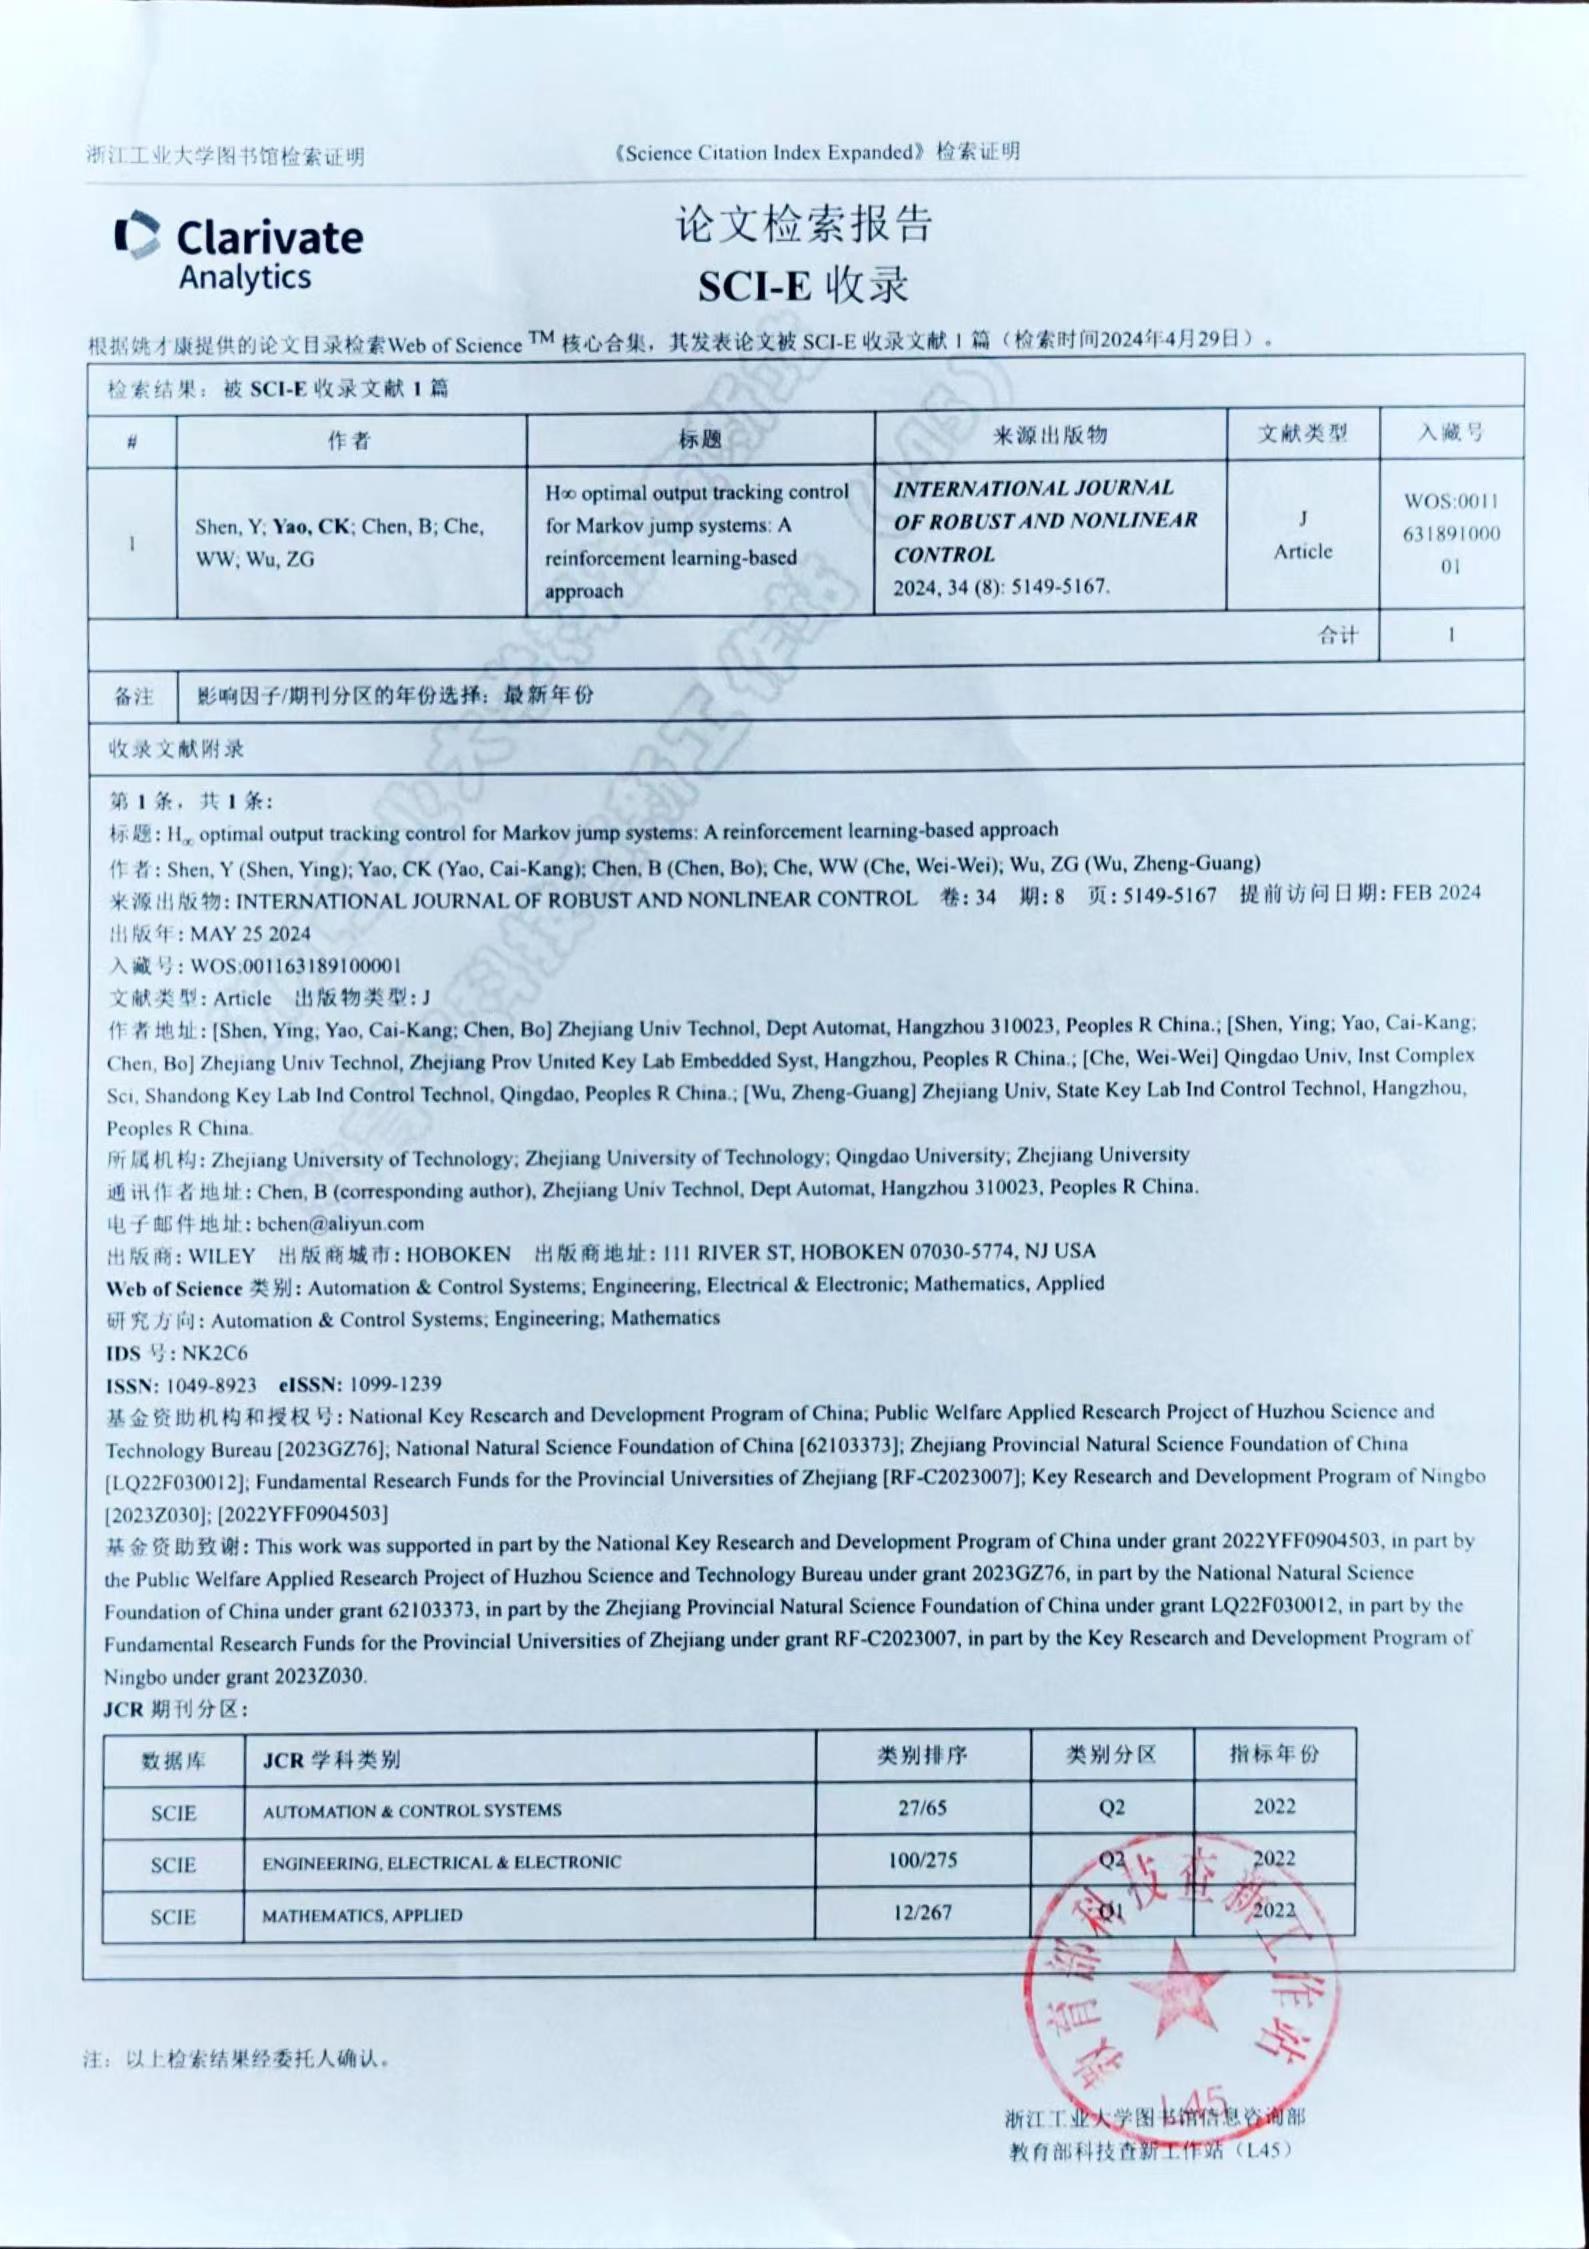 浙江工业大学图书馆检索证明
《Science Citation Index Expanded》检索证明
Clarivate
Analytics
论文检索报告
SCI-E 收录
根据姚才康提供的论文目录检索Web of Science TM 核心合集，其发表论文被 SCI-E 收录文献 1 篇（检索时间2024年4月29日）。
检索结果：被 SCI-E 收录文献 1 篇
# 作者 标题 来源出版物 文献类型 入藏号
1
Shen, Y; Yao, CK; Chen, B; Che,
WW; Wu, ZG
H∞ optimal output tracking control
for Markov jump systems: A
reinforcement learning-based
approach
INTERNATIONAL JOURNAL
OF ROBUST AND NONLINEAR
CONTROL
2024, 34 (8): 5149-5167.
J
Article
WOS:0011
631891000
01
合计 1
备注 影响因子/期刊分区的年份选择：最新年份
收录文献附录
第 1 条，共 1 条：
标题: H∞ optimal output tracking control for Markov jump systems: A reinforcement learning-based approach
作者: Shen, Y (Shen, Ying); Yao, CK (Yao, Cai-Kang); Chen, B (Chen, Bo); Che, WW (Che, Wei-Wei); Wu, ZG (Wu, Zheng-Guang)
来源出版物: INTERNATIONAL JOURNAL OF ROBUST AND NONLINEAR CONTROL 卷: 34 期: 8 页: 5149-5167 提前访问日期: FEB 2024
出版年: MAY 25 2024
入藏号: WOS:001163189100001
文献类型: Article 出版物类型: J
作者地址: [Shen, Ying; Yao, Cai-Kang; Chen, Bo] Zhejiang Univ Technol, Dept Automat, Hangzhou 310023, Peoples R China.; [Shen, Ying; Yao, Cai-Kang;
Chen, Bo] Zhejiang Univ Technol, Zhejiang Prov United Key Lab Embedded Syst, Hangzhou, Peoples R China.; [Che, Wei-Wei] Qingdao Univ, Inst Complex
Sci, Shandong Key Lab Ind Control Technol, Qingdao, Peoples R China.; [Wu, Zheng-Guang] Zhejiang Univ, State Key Lab Ind Control Technol, Hangzhou,
Peoples R China.
所属机构: Zhejiang University of Technology; Zhejiang University of Technology; Qingdao University; Zhejiang University
通讯作者地址: Chen, B (corresponding author), Zhejiang Univ Technol, Dept Automat, Hangzhou 310023, Peoples R China.
电子邮件地址: bchen@aliyun.com
出版商: WILEY 出版商城市: HOBOKEN 出版商地址: 111 RIVER ST, HOBOKEN 07030-5774, NJ USA
Web of Science 类别: Automation & Control Systems; Engineering, Electrical & Electronic; Mathematics, Applied
研究方向: Automation & Control Systems; Engineering; Mathematics
IDS 号: NK2C6
ISSN: 1049-8923 eISSN: 1099-1239
基金资助机构和授权号: National Key Research and Development Program of China; Public Welfare Applied Research Project of Huzhou Science and
Technology Bureau [2023GZ76]; National Natural Science Foundation of China [62103373]; Zhejiang Provincial Natural Science Foundation of China
[LQ22F030012]; Fundamental Research Funds for the Provincial Universities of Zhejiang [RF-C2023007]; Key Research and Development Program of Ningbo
[2023Z030]; [2022YFF0904503]
基金资助致谢: This work was supported in part by the National Key Research and Development Program of China under grant 2022YFF0904503, in part by
the Public Welfare Applied Research Project of Huzhou Science and Technology Bureau under grant 2023GZ76, in part by the National Natural Science
Foundation of China under grant 62103373, in part by the Zhejiang Provincial Natural Science Foundation of China under grant LQ22F030012, in part by the
Fundamental Research Funds for the Provincial Universities of Zhejiang under grant RF-C2023007, in part by the Key Research and Development Program of
Ningbo under grant 2023Z030.
JCR 期刊分区:
数据库 JCR 学科类别 类别排序 类别分区 指标年份
SCIE AUTOMATION & CONTROL SYSTEMS 27/65 Q2 2022
SCIE ENGINEERING, ELECTRICAL & ELECTRONIC 100/275 Q2 2022
SCIE MATHEMATICS, APPLIED 12/267 Q1 2022
教育部科技查新工作站
L45
注：以上检索结果经委托人确认。
浙江工业大学图书馆信息咨询部
教育部科技查新工作站（L45）